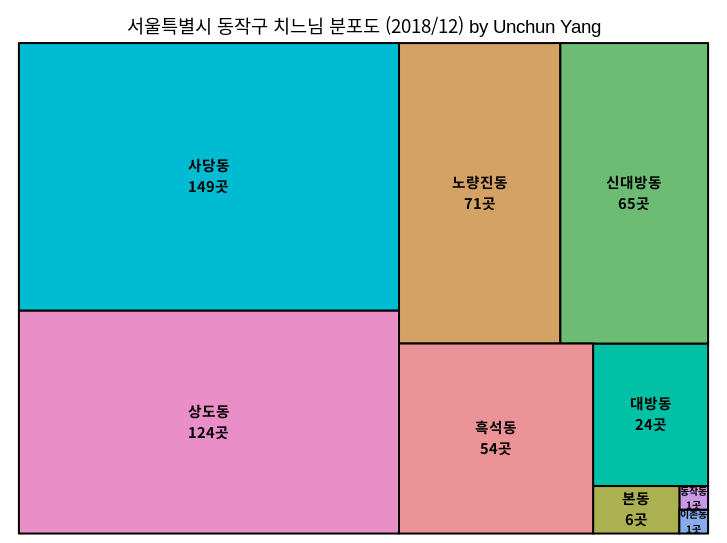 서울특별시 동작구 치느님 분포도 (2018/12) by Unchun Yang
사당동
149곳
노량진동
71곳
신대방동
65곳
상도동
124곳
흑석동
54곳
대방동
24곳
본동
6곳
동작동
1곳
이촌동
1곳